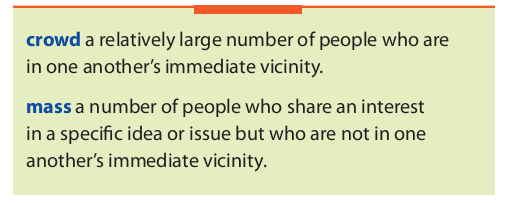 crowd a relatively large number of people who are
in one another’s immediate vicinity.
mass a number of people who share an interest
in a specific idea or issue but who are not in one
another’s immediate vicinity.